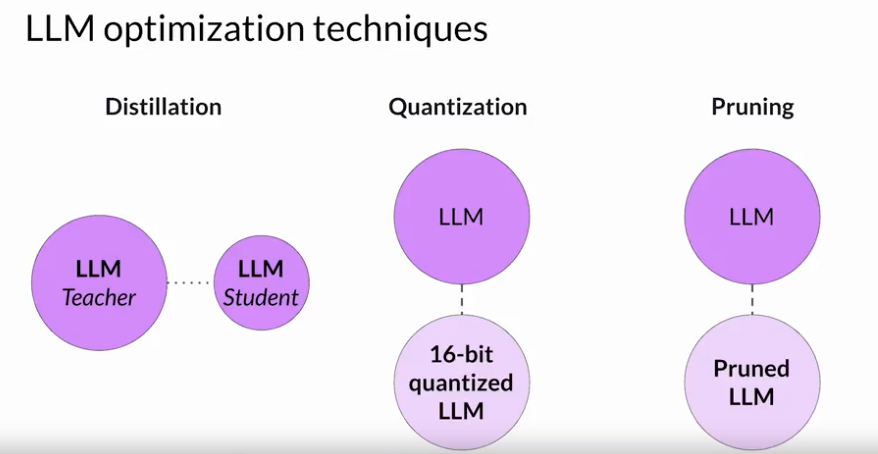 LLM optimization techniques
Distillation
Quantization
Pruning
LLM
Teacher
LLM
Student
LLM
16-bit
quantized
LLM
LLM
Pruned
LLM